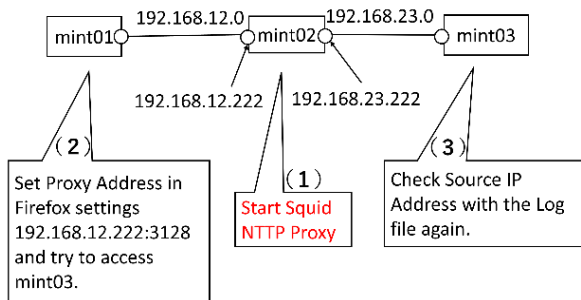 192.168.12.0
192.168.23.0
mint01
mint02
mint03
192.168.12.222
192.168.23.222
（2）
Set Proxy Address in
Firefox settings
192.168.12.222:3128
and try to access
mint03.
（1）
Start Squid
NTTP Proxy
（3）
Check Source IP
Address with the Log
file again.